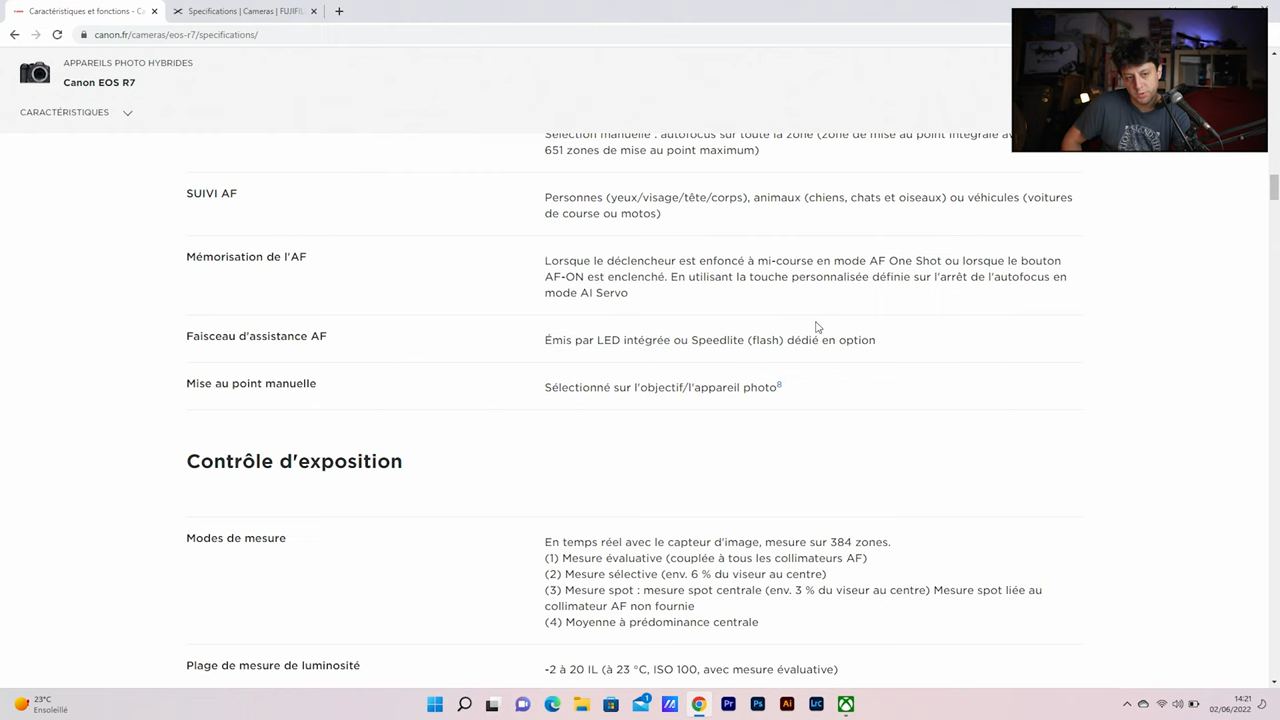 Caractéristiques et fonctions - Ca
Specifications | Cameras | FUJIFIL
canon.fr/cameras/eos-r7/specifications/
APPAREILS PHOTO HYBRIDES
Canon EOS R7
CARACTÉRISTIQUES
Sélection manuelle : autofocus sur toute la zone (zone de mise au point intégrale av
651 zones de mise au point maximum)
SUIVI AF
Personnes (yeux/visage/tête/corps), animaux (chiens, chats et oiseaux) ou véhicules (voitures
de course ou motos)
Mémorisation de l'AF
Lorsque le déclencheur est enfoncé à mi-course en mode AF One Shot ou lorsque le bouton
AF-ON est enclenché. En utilisant la touche personnalisée définie sur l'arrêt de l'autofocus en
mode AI Servo
Faisceau d'assistance AF
Émis par LED intégrée ou Speedlite (flash) dédié en option
Mise au point manuelle
Sélectionné sur l'objectif/l'appareil photo8
Contrôle d'exposition
Modes de mesure
En temps réel avec le capteur d'image, mesure sur 384 zones.
(1) Mesure évaluative (couplée à tous les collimateurs AF)
(2) Mesure sélective (env. 6 % du viseur au centre)
(3) Mesure spot : mesure spot centrale (env. 3 % du viseur au centre) Mesure spot liée au
collimateur AF non fournie
(4) Moyenne à prédominance centrale
Plage de mesure de luminosité
-2 à 20 IL (à 23 °C, ISO 100, avec mesure évaluative)
23°C
Ensoleillé
Pr
Ps
Ai
Lrc
14:21
02/06/2022